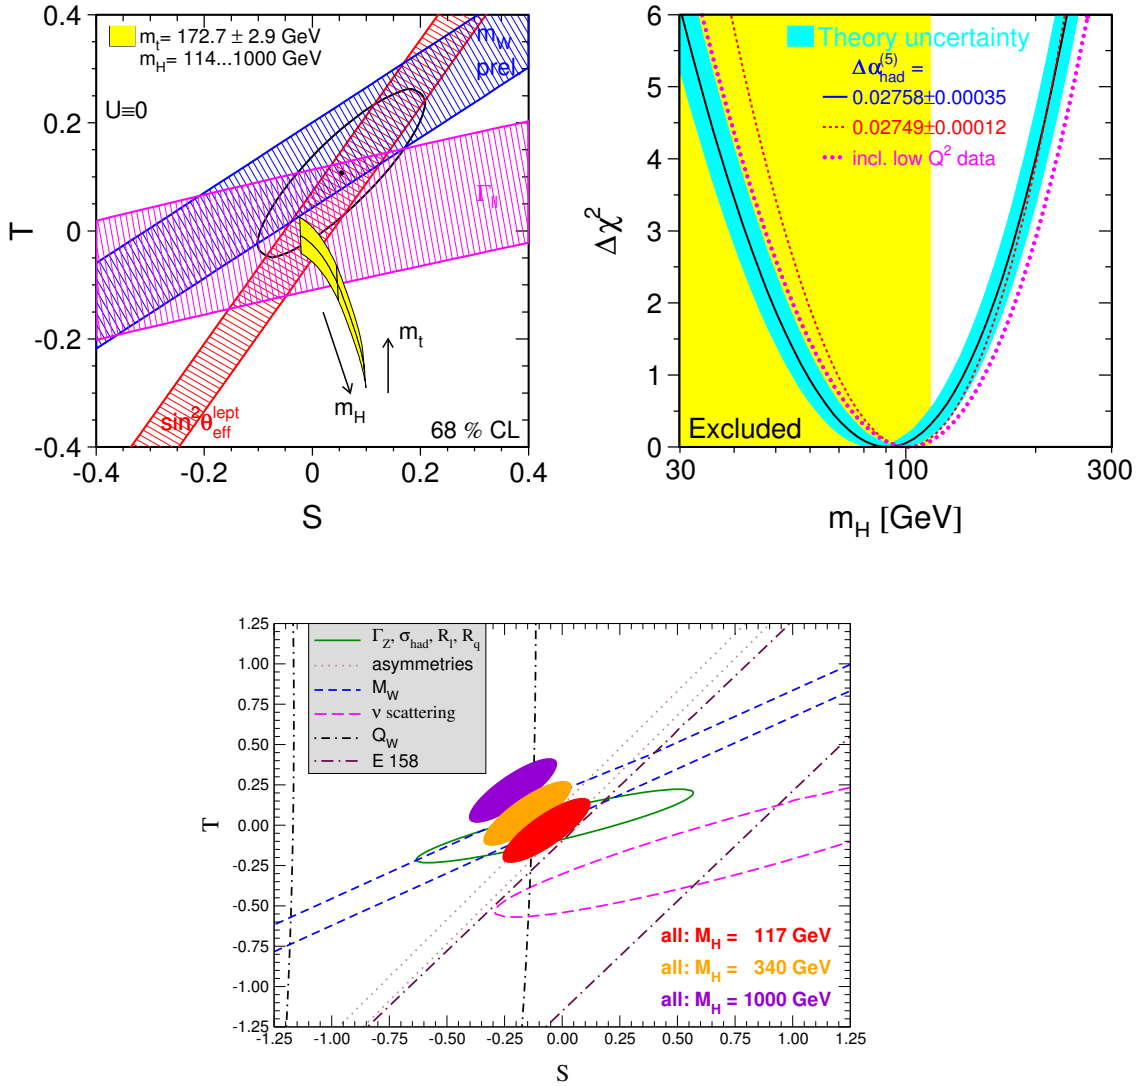 m_t= 172.7 ± 2.9 GeV
m_H= 114...1000 GeV
U≡0
m_W
prel.
Γ_ll
m_t
m_H
sin²θ_eff^lept
68 % CL
0.4
0.2
0
-0.2
-0.4
-0.4
-0.2
0
0.2
0.4
T
S
Theory uncertainty
Δα_had^(5) =
0.02758±0.00035
0.02749±0.00012
incl. low Q² data
Excluded
6
5
4
3
2
1
0
30
100
300
Δχ²
m_H [GeV]
Γ_Z, σ_had, R_l, R_q
asymmetries
M_W
ν scattering
Q_W
E 158
all: M_H = 117 GeV
all: M_H = 340 GeV
all: M_H = 1000 GeV
1.25
1.00
0.75
0.50
0.25
0.00
-0.25
-0.50
-0.75
-1.00
-1.25
-1.25
-1.00
-0.75
-0.50
-0.25
0.00
0.25
0.50
0.75
1.00
1.25
T
S